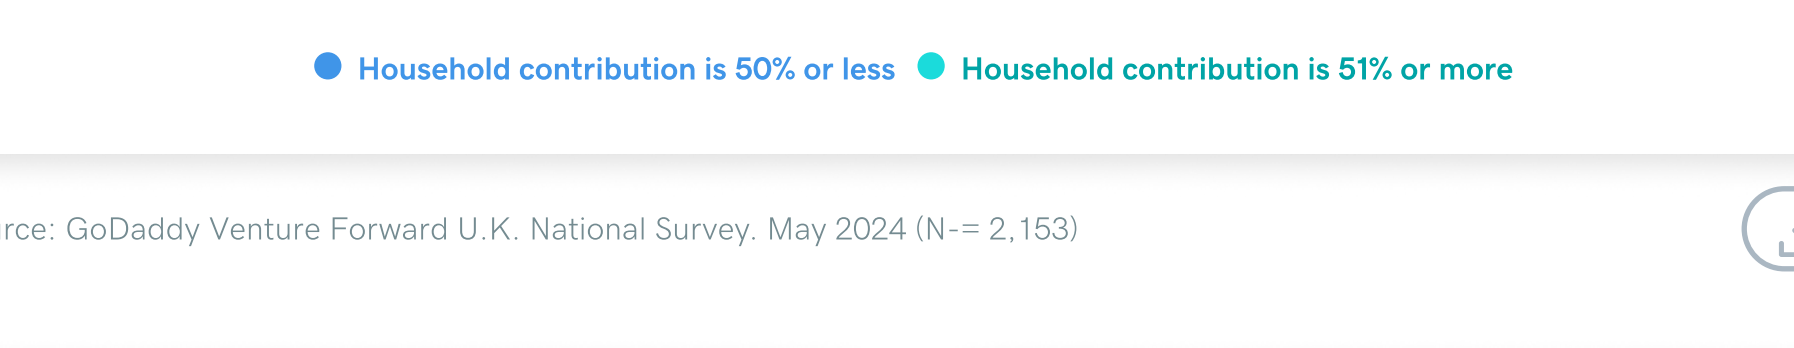 Household contribution is 50% or less Household contribution is 51% or more
rce: GoDaddy Venture Forward U.K. National Survey. May 2024 (N-= 2,153)